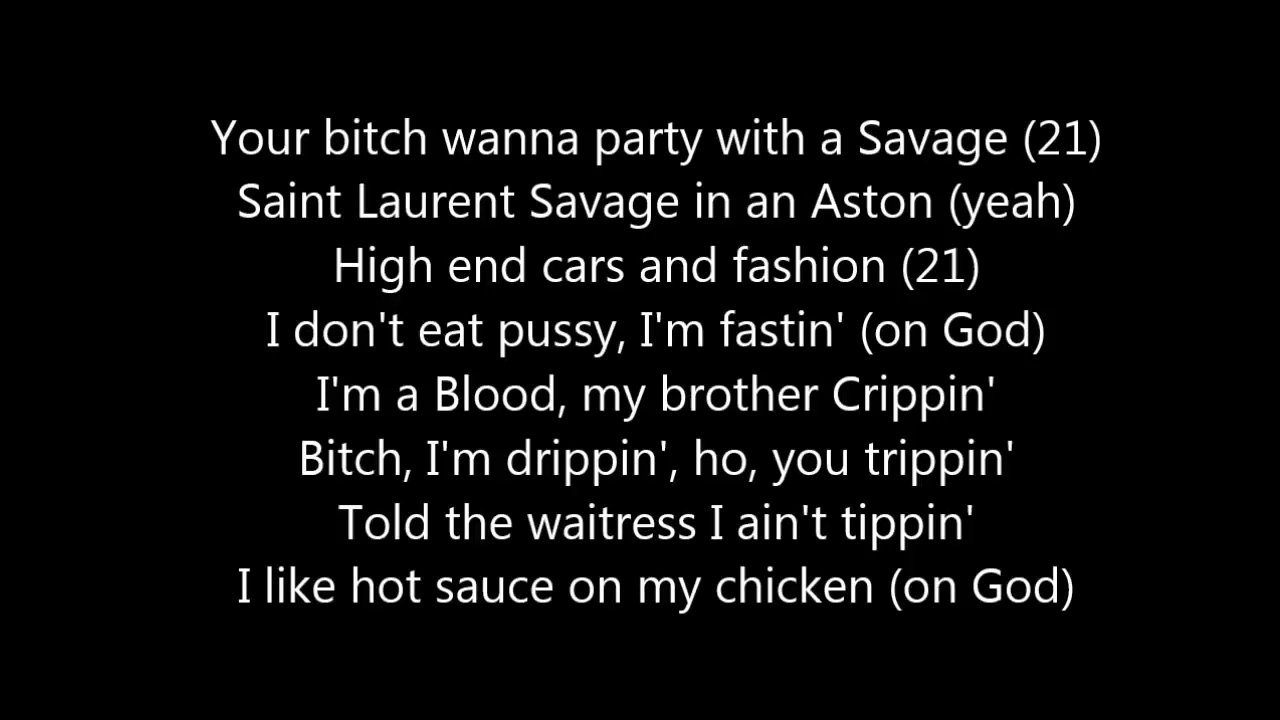 Your bitch wanna party with a Savage (21)
Saint Laurent Savage in an Aston (yeah)
High end cars and fashion (21)
I don't eat pussy, I'm fastin' (on God)
I'm a Blood, my brother Crippin'
Bitch, I'm drippin', ho, you trippin'
Told the waitress I ain't tippin'
I like hot sauce on my chicken (on God)